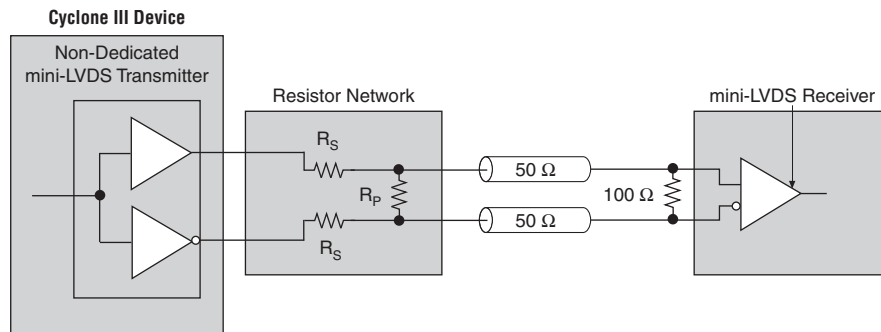 Cyclone III Device
Non-Dedicated
mini-LVDS Transmitter
Resistor Network
mini-LVDS Receiver
RS
50 Ω
RP
100 Ω
50 Ω
RS